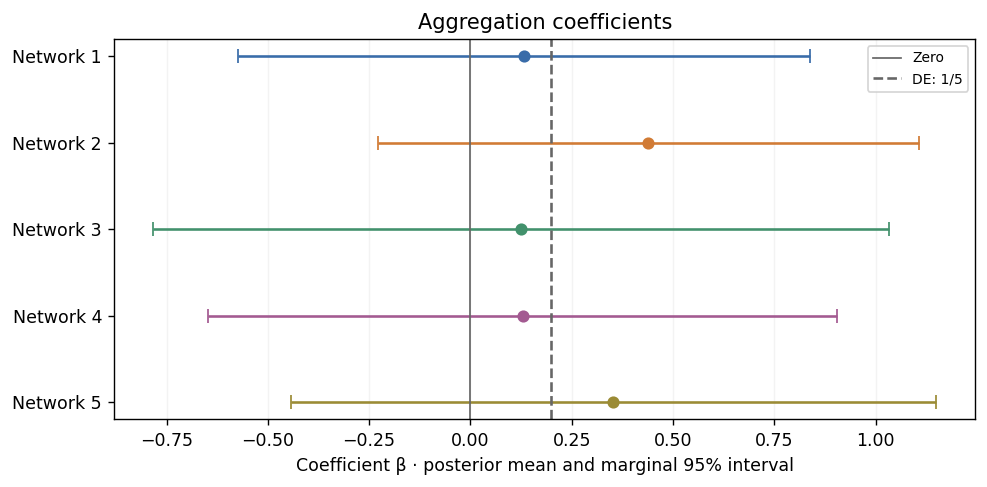 Aggregation coefficients
Network 1
Network 2
Network 3
Network 4
Network 5
Zero
DE: 1/5
−0.75 −0.50 −0.25 0.00 0.25 0.50 0.75 1.00
Coefficient β · posterior mean and marginal 95% interval